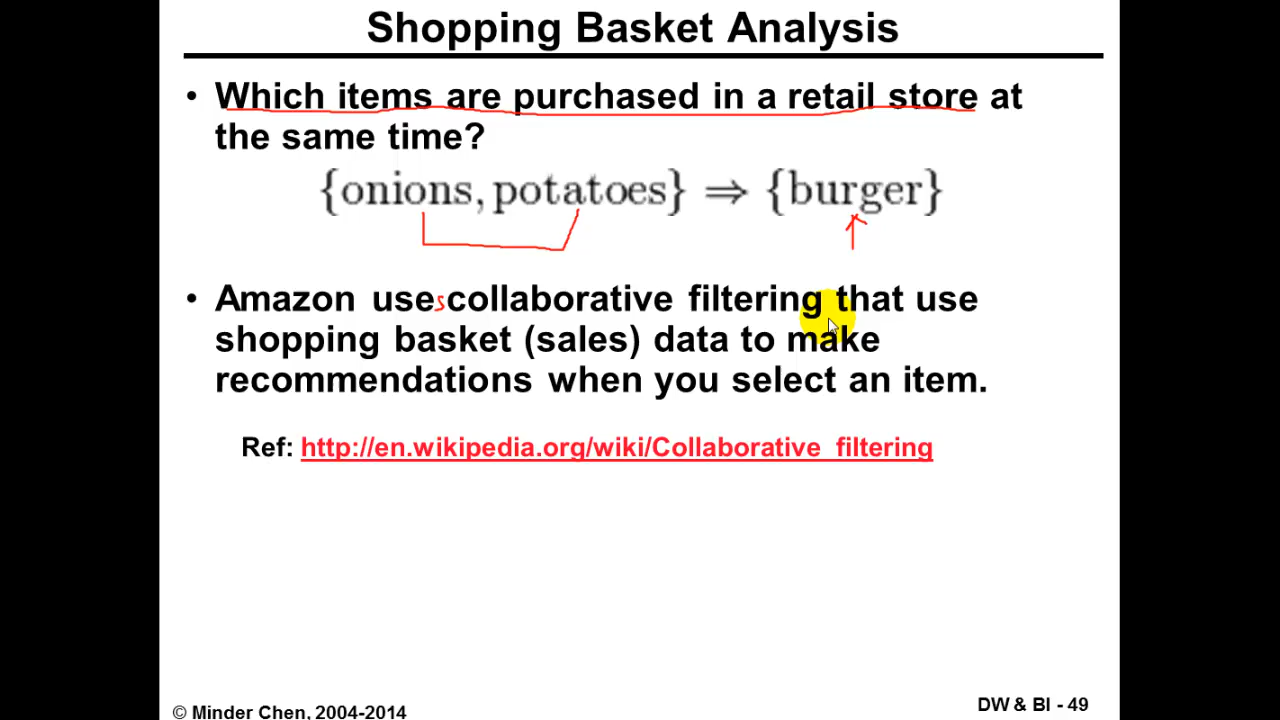 Shopping Basket Analysis
• Which items are purchased in a retail store at
the same time?
{onions, potatoes} ⇒ {burger}
• Amazon uses collaborative filtering that use
shopping basket (sales) data to make
recommendations when you select an item.
Ref: http://en.wikipedia.org/wiki/Collaborative_filtering
© Minder Chen, 2004-2014
DW & BI - 49